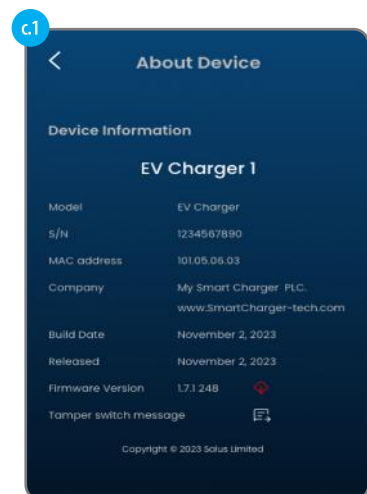 c.1
About Device
Device Information
EV Charger 1
Model EV Charger
S/N 1234567890
MAC address 101.05.06.03
Company My Smart Charger PLC.
www.SmartCharger-tech.com
Build Date November 2, 2023
Released November 2, 2023
Firmware Version 1.7.1 248
Tamper switch message
Copyright © 2023 Salus Limited